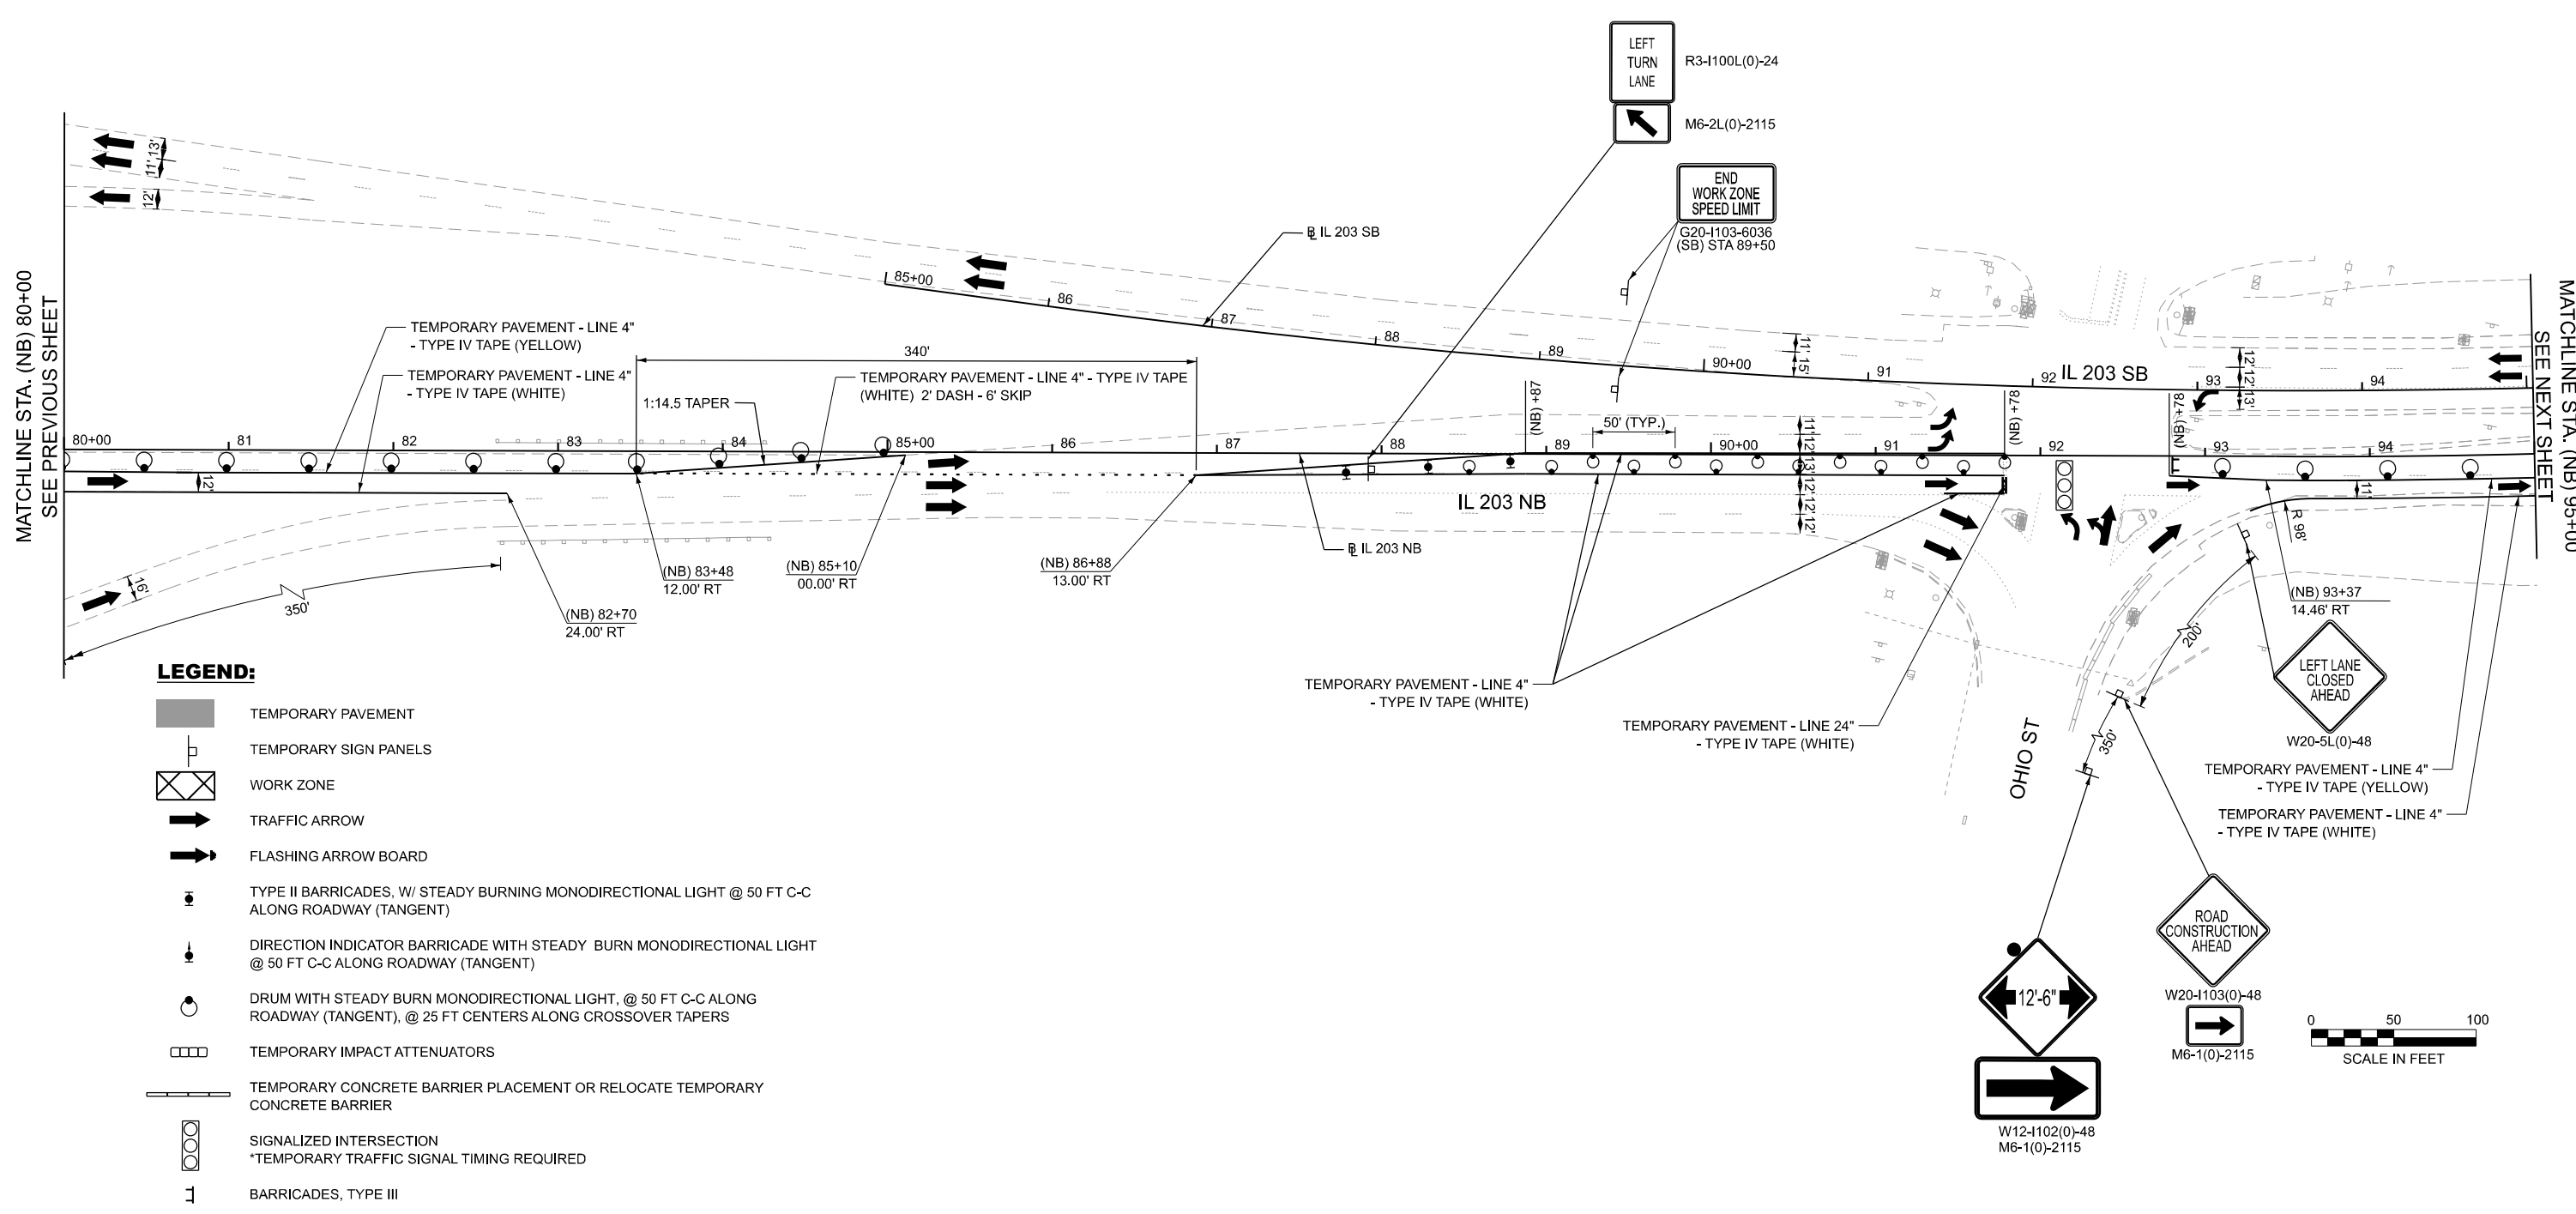 LEFT
TURN
LANE
R3-I100L(0)-24
M6-2L(0)-2115
END
WORK ZONE
SPEED LIMIT
G20-I103-6036
(SB) STA 89+50
MATCHLINE STA. (NB) 80+00
SEE PREVIOUS SHEET
11' 13'
12'
℄ IL 203 SB
85+00
86
87
88
89
90+00
91
92
93
94
IL 203 SB
11' 15'
12' 12' 13'
MATCHLINE STA. (NB) 95+00
SEE NEXT SHEET
TEMPORARY PAVEMENT - LINE 4"
- TYPE IV TAPE (YELLOW)
TEMPORARY PAVEMENT - LINE 4"
- TYPE IV TAPE (WHITE)
340'
TEMPORARY PAVEMENT - LINE 4" - TYPE IV TAPE
(WHITE) 2' DASH - 6' SKIP
1:14.5 TAPER
80+00
81
82
83
84
85+00
86
87
88
89
90+00
91
92
93
94
(NB) +78
50' (TYP.)
11' 12' 13' 12' 12' 12'
(NB) +78
(NB) +78
12'
11'
IL 203 NB
℄ IL 203 NB
R 98'
16'
350'
(NB) 82+70
24.00' RT
(NB) 83+48
12.00' RT
(NB) 85+10
00.00' RT
(NB) 86+88
13.00' RT
(NB) 93+37
14.46' RT
200'
LEFT LANE
CLOSED
AHEAD
W20-5L(0)-48
TEMPORARY PAVEMENT - LINE 4"
- TYPE IV TAPE (WHITE)
TEMPORARY PAVEMENT - LINE 24"
- TYPE IV TAPE (WHITE)
OHIO ST
350'
TEMPORARY PAVEMENT - LINE 4"
- TYPE IV TAPE (YELLOW)
TEMPORARY PAVEMENT - LINE 4"
- TYPE IV TAPE (WHITE)
12'-6"
W12-I102(0)-48
M6-1(0)-2115
ROAD
CONSTRUCTION
AHEAD
W20-I103(0)-48
M6-1(0)-2115
0 50 100
SCALE IN FEET
LEGEND:
TEMPORARY PAVEMENT
TEMPORARY SIGN PANELS
WORK ZONE
TRAFFIC ARROW
FLASHING ARROW BOARD
TYPE II BARRICADES, W/ STEADY BURNING MONODIRECTIONAL LIGHT @ 50 FT C-C
ALONG ROADWAY (TANGENT)
DIRECTION INDICATOR BARRICADE WITH STEADY BURN MONODIRECTIONAL LIGHT
@ 50 FT C-C ALONG ROADWAY (TANGENT)
DRUM WITH STEADY BURN MONODIRECTIONAL LIGHT, @ 50 FT C-C ALONG
ROADWAY (TANGENT), @ 25 FT CENTERS ALONG CROSSOVER TAPERS
TEMPORARY IMPACT ATTENUATORS
TEMPORARY CONCRETE BARRIER PLACEMENT OR RELOCATE TEMPORARY
CONCRETE BARRIER
SIGNALIZED INTERSECTION
*TEMPORARY TRAFFIC SIGNAL TIMING REQUIRED
BARRICADES, TYPE III